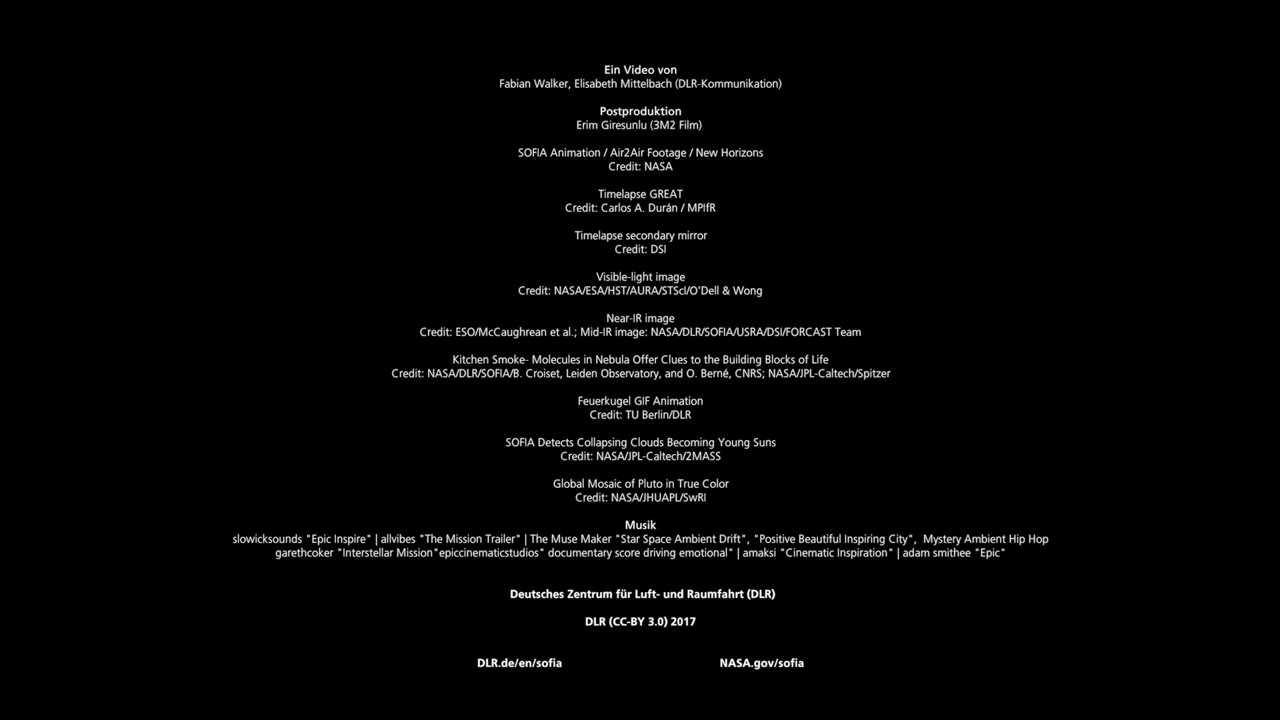 Ein Video von
Fabian Walker, Elisabeth Mittelbach (DLR-Kommunikation)
Postproduktion
Erim Giresunlu (3M2 Film)
SOFIA Animation / Air2Air Footage / New Horizons
Credit: NASA
Timelapse GREAT
Credit: Carlos A. Durán / MPIfR
Timelapse secondary mirror
Credit: DSI
Visible-light image
Credit: NASA/ESA/HST/AURA/STScI/O'Dell & Wong
Near-IR image
Credit: ESO/McCaughrean et al.; Mid-IR image: NASA/DLR/SOFIA/USRA/DSI/FORCAST Team
Kitchen Smoke- Molecules in Nebula Offer Clues to the Building Blocks of Life
Credit: NASA/DLR/SOFIA/B. Croiset, Leiden Observatory, and O. Berné, CNRS; NASA/JPL-Caltech/Spitzer
Feuerkugel GIF Animation
Credit: TU Berlin/DLR
SOFIA Detects Collapsing Clouds Becoming Young Suns
Credit: NASA/JPL-Caltech/2MASS
Global Mosaic of Pluto in True Color
Credit: NASA/JHUAPL/SwRI
Musik
slowicksounds "Epic Inspire" | allvibes "The Mission Trailer" | The Muse Maker "Star Space Ambient Drift", "Positive Beautiful Inspiring City", Mystery Ambient Hip Hop
garethcoker "Interstellar Mission"epiccinematicstudios" documentary score driving emotional" | amaksi "Cinematic Inspiration" | adam smithee "Epic"
Deutsches Zentrum für Luft- und Raumfahrt (DLR)
DLR (CC-BY 3.0) 2017
DLR.de/en/sofia NASA.gov/sofia